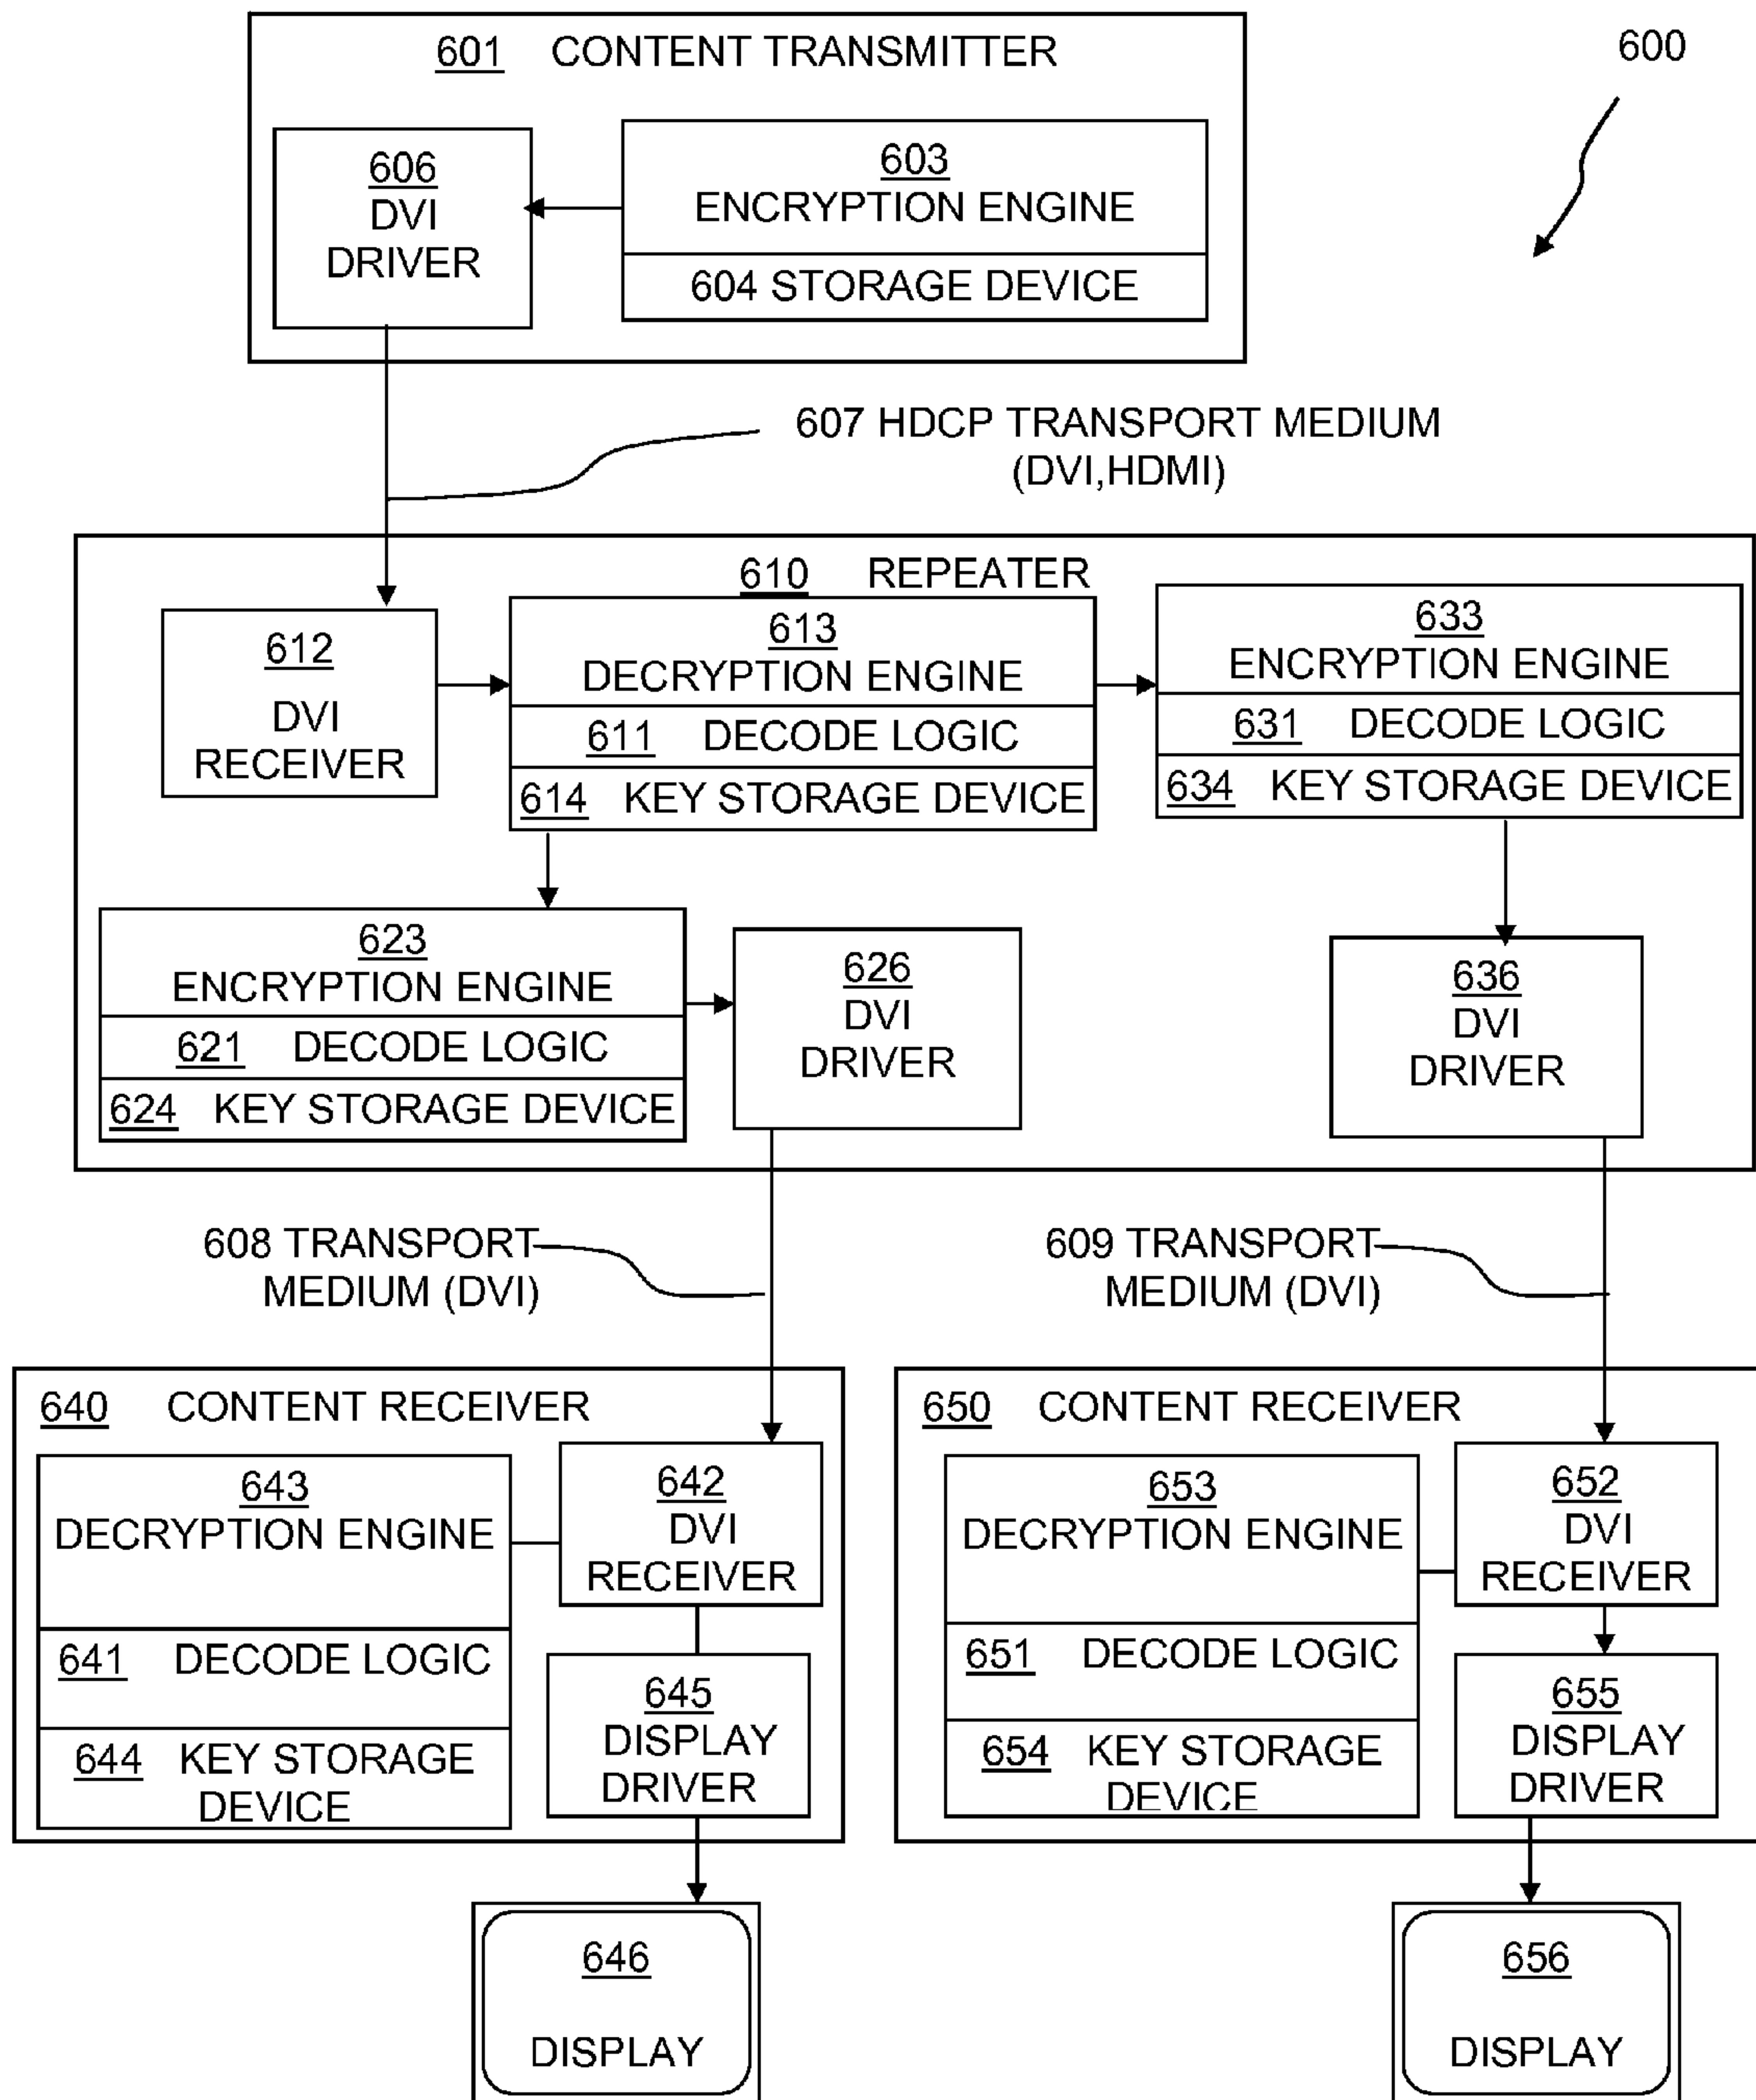 601 CONTENT TRANSMITTER
600
606
DVI
DRIVER
603
ENCRYPTION ENGINE
604 STORAGE DEVICE
607 HDCP TRANSPORT MEDIUM
(DVI,HDMI)
610 REPEATER
612
DVI
RECEIVER
613
DECRYPTION ENGINE
611 DECODE LOGIC
614 KEY STORAGE DEVICE
633
ENCRYPTION ENGINE
631 DECODE LOGIC
634 KEY STORAGE DEVICE
623
ENCRYPTION ENGINE
621 DECODE LOGIC
624 KEY STORAGE DEVICE
626
DVI
DRIVER
636
DVI
DRIVER
608 TRANSPORT
MEDIUM (DVI)
609 TRANSPORT
MEDIUM (DVI)
640 CONTENT RECEIVER
643
DECRYPTION ENGINE
641 DECODE LOGIC
644 KEY STORAGE
DEVICE
642
DVI
RECEIVER
645
DISPLAY
DRIVER
646
DISPLAY
650 CONTENT RECEIVER
653
DECRYPTION ENGINE
651 DECODE LOGIC
654 KEY STORAGE
DEVICE
652
DVI
RECEIVER
655
DISPLAY
DRIVER
656
DISPLAY